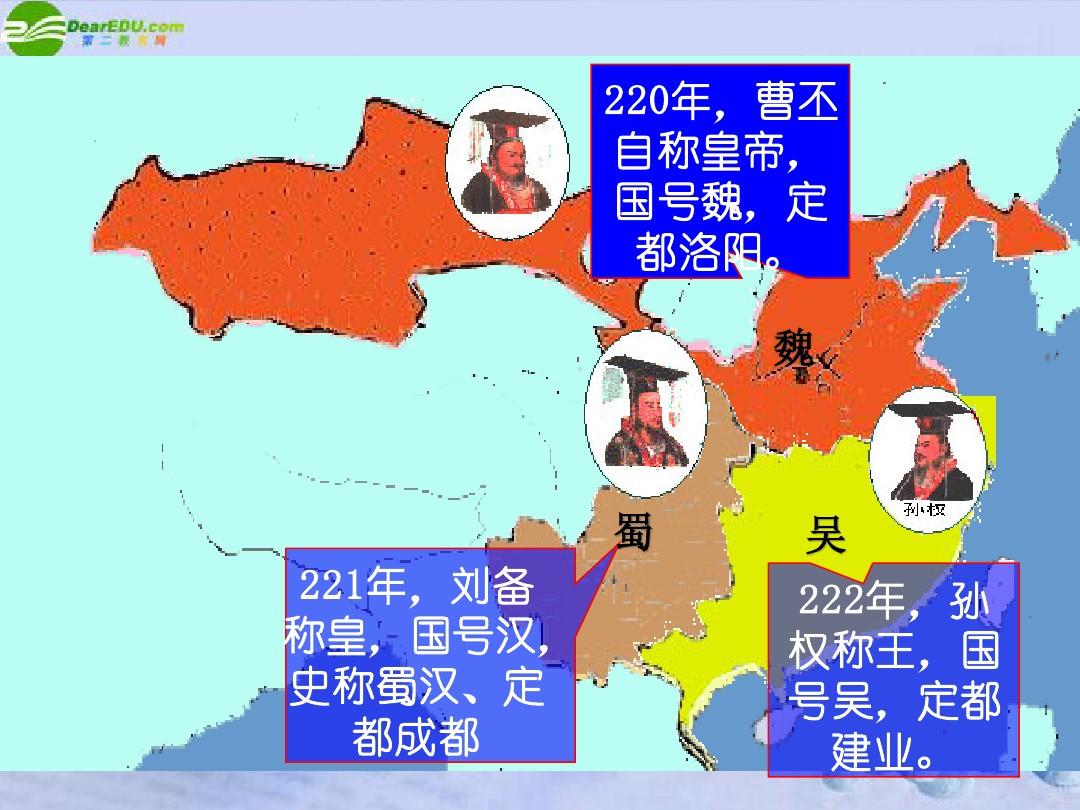 DearEDU.com
第二教育网
220年，曹丕
自称皇帝，
国号魏，定
都洛阳。
魏
孙权
蜀
吴
221年，刘备
称皇，国号汉，
史称蜀汉、定
都成都
222年，孙
权称王，国
号吴，定都
建业。